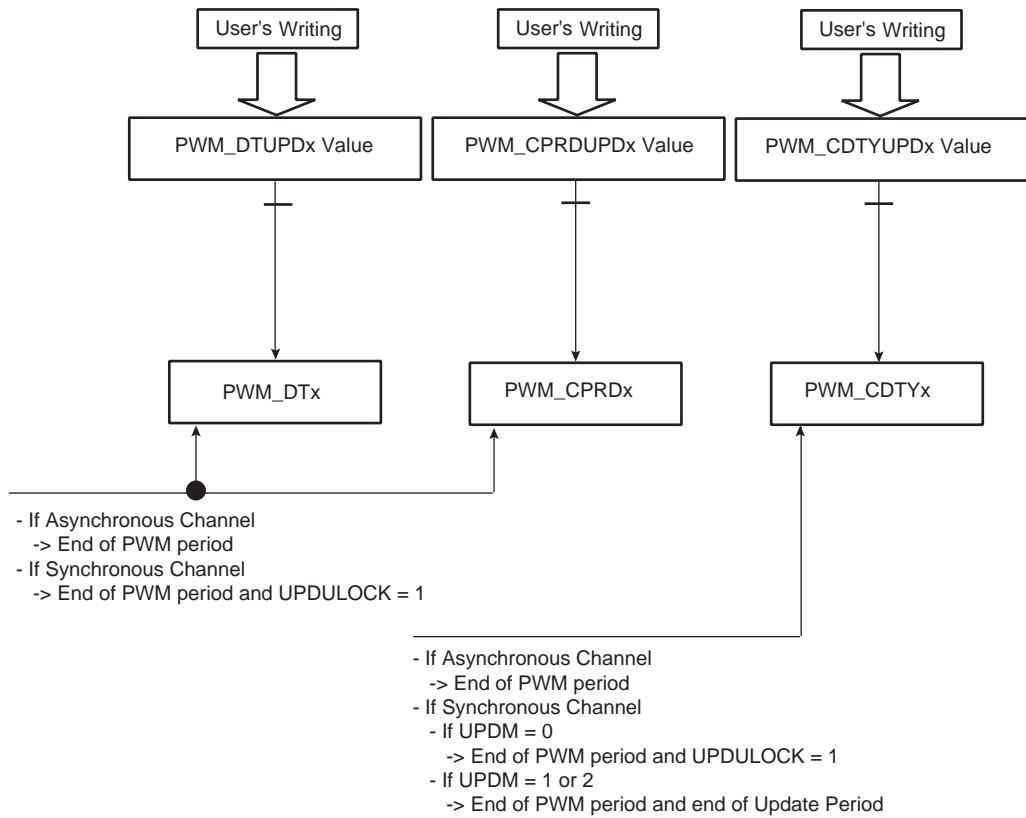 User's Writing
User's Writing
User's Writing
PWM_DTUPDx Value
PWM_CPRDUPDx Value
PWM_CDTYUPDx Value
PWM_DTx
PWM_CPRDx
PWM_CDTYx
- If Asynchronous Channel
-> End of PWM period
- If Synchronous Channel
-> End of PWM period and UPDULOCK = 1
- If Asynchronous Channel
-> End of PWM period
- If Synchronous Channel
- If UPDM = 0
-> End of PWM period and UPDULOCK = 1
- If UPDM = 1 or 2
-> End of PWM period and end of Update Period